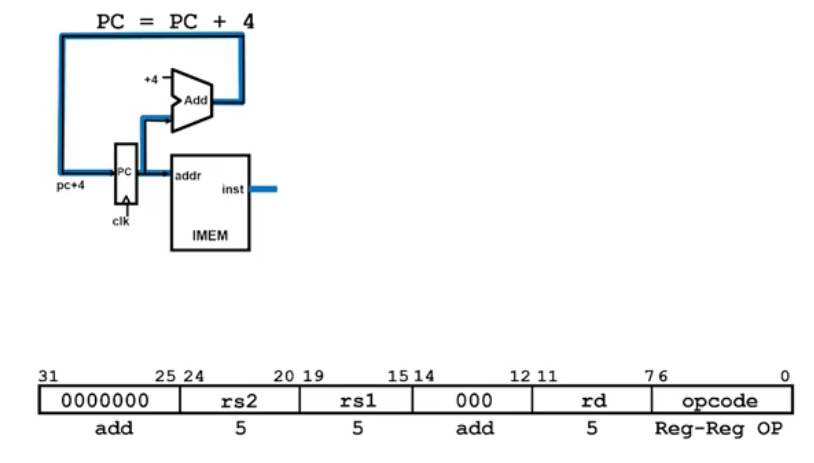 PC = PC + 4
+4
Add
PC
addr
pc+4
inst
clk
IMEM
31 25 24 20 19 15 14 12 11 7 6 0
0000000 rs2 rs1 000 rd opcode
add 5 5 add 5 Reg-Reg OP